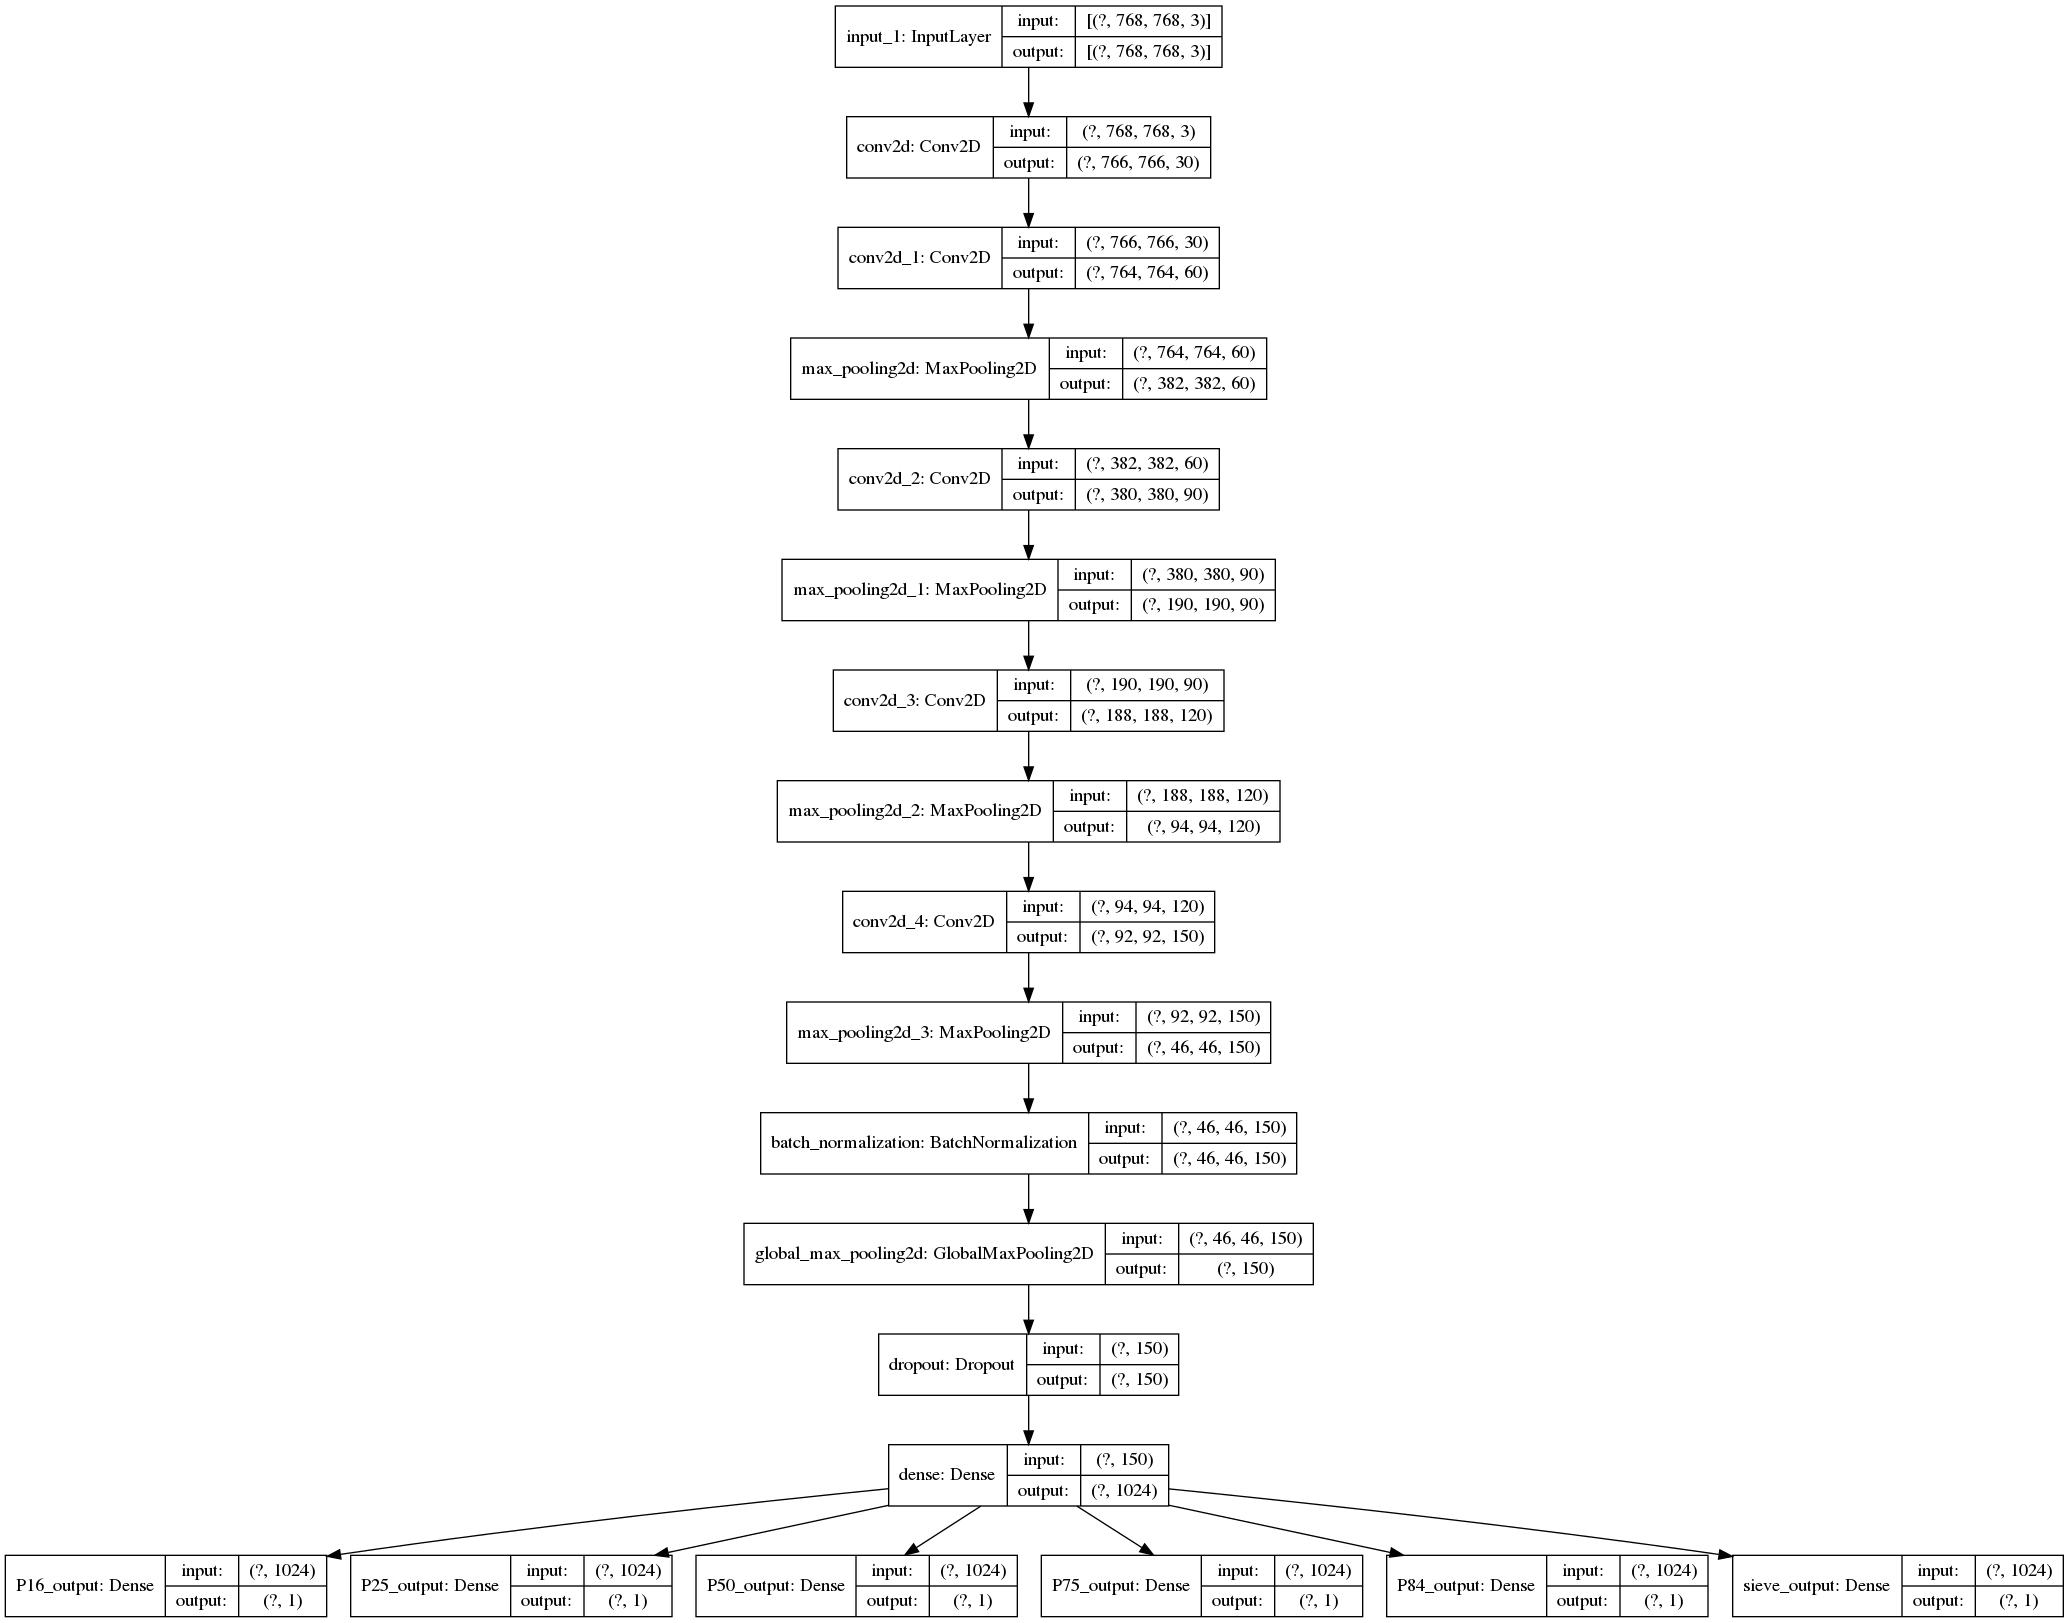 input_1: InputLayer
input: [(?, 768, 768, 3)]
output: [(?, 768, 768, 3)]
conv2d: Conv2D
input: (?, 768, 768, 3)
output: (?, 766, 766, 30)
conv2d_1: Conv2D
input: (?, 766, 766, 30)
output: (?, 764, 764, 60)
max_pooling2d: MaxPooling2D
input: (?, 764, 764, 60)
output: (?, 382, 382, 60)
conv2d_2: Conv2D
input: (?, 382, 382, 60)
output: (?, 380, 380, 90)
max_pooling2d_1: MaxPooling2D
input: (?, 380, 380, 90)
output: (?, 190, 190, 90)
conv2d_3: Conv2D
input: (?, 190, 190, 90)
output: (?, 188, 188, 120)
max_pooling2d_2: MaxPooling2D
input: (?, 188, 188, 120)
output: (?, 94, 94, 120)
conv2d_4: Conv2D
input: (?, 94, 94, 120)
output: (?, 92, 92, 150)
max_pooling2d_3: MaxPooling2D
input: (?, 92, 92, 150)
output: (?, 46, 46, 150)
batch_normalization: BatchNormalization
input: (?, 46, 46, 150)
output: (?, 46, 46, 150)
global_max_pooling2d: GlobalMaxPooling2D
input: (?, 46, 46, 150)
output: (?, 150)
dropout: Dropout
input: (?, 150)
output: (?, 150)
dense: Dense
input: (?, 150)
output: (?, 1024)
P16_output: Dense
input: (?, 1024)
output: (?, 1)
P25_output: Dense
input: (?, 1024)
output: (?, 1)
P50_output: Dense
input: (?, 1024)
output: (?, 1)
P75_output: Dense
input: (?, 1024)
output: (?, 1)
P84_output: Dense
input: (?, 1024)
output: (?, 1)
sieve_output: Dense
input: (?, 1024)
output: (?, 1)